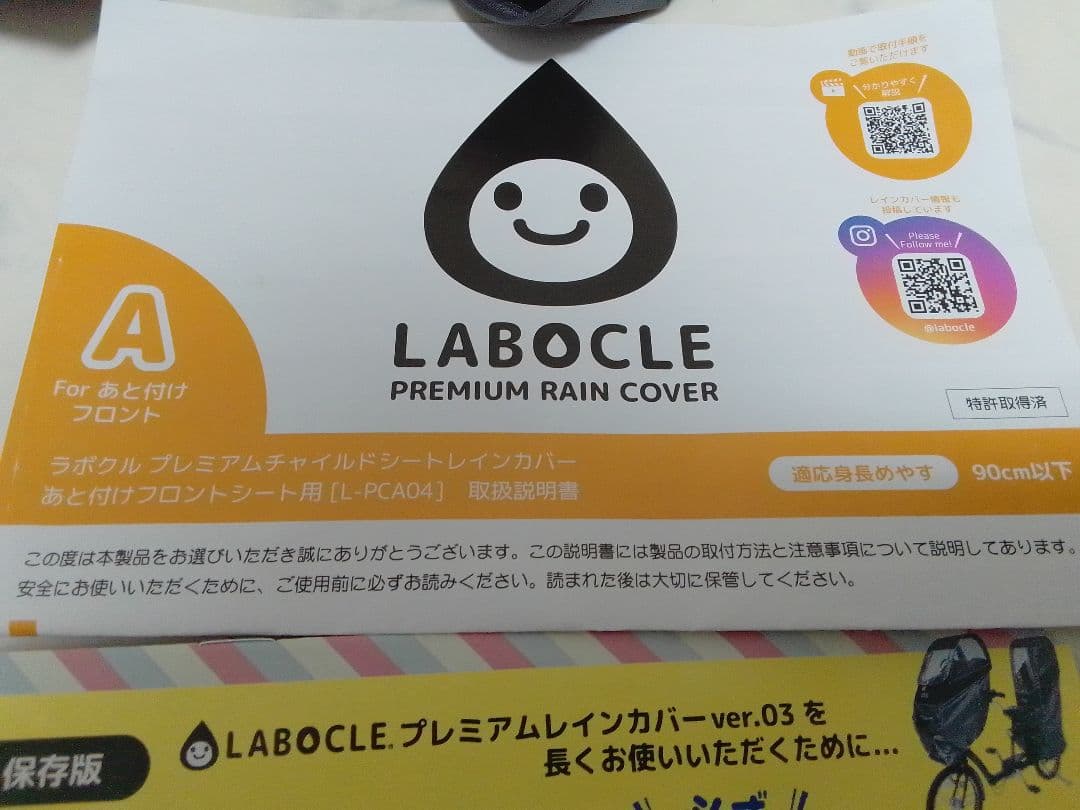 動画で取付手順を
ご覧いただけます
分かりやすく
解説
レインカバー情報も
投稿しています
Please
Follow me!
@labocle
LABOCLE
PREMIUM RAIN COVER
特許取得済
A
For あと付け
フロント
ラボクル プレミアムチャイルドシートレインカバー
あと付けフロントシート用 [L-PCA04] 取扱説明書
適応身長めやす 90cm以下
この度は本製品をお選びいただき誠にありがとうございます。この説明書には製品の取付方法と注意事項について説明してあります。
安全にお使いいただくために、ご使用前に必ずお読みください。読まれた後は大切に保管してください。
保存版
LABOCLE® プレミアムレインカバーver.03 を
長くお使いいただくために...